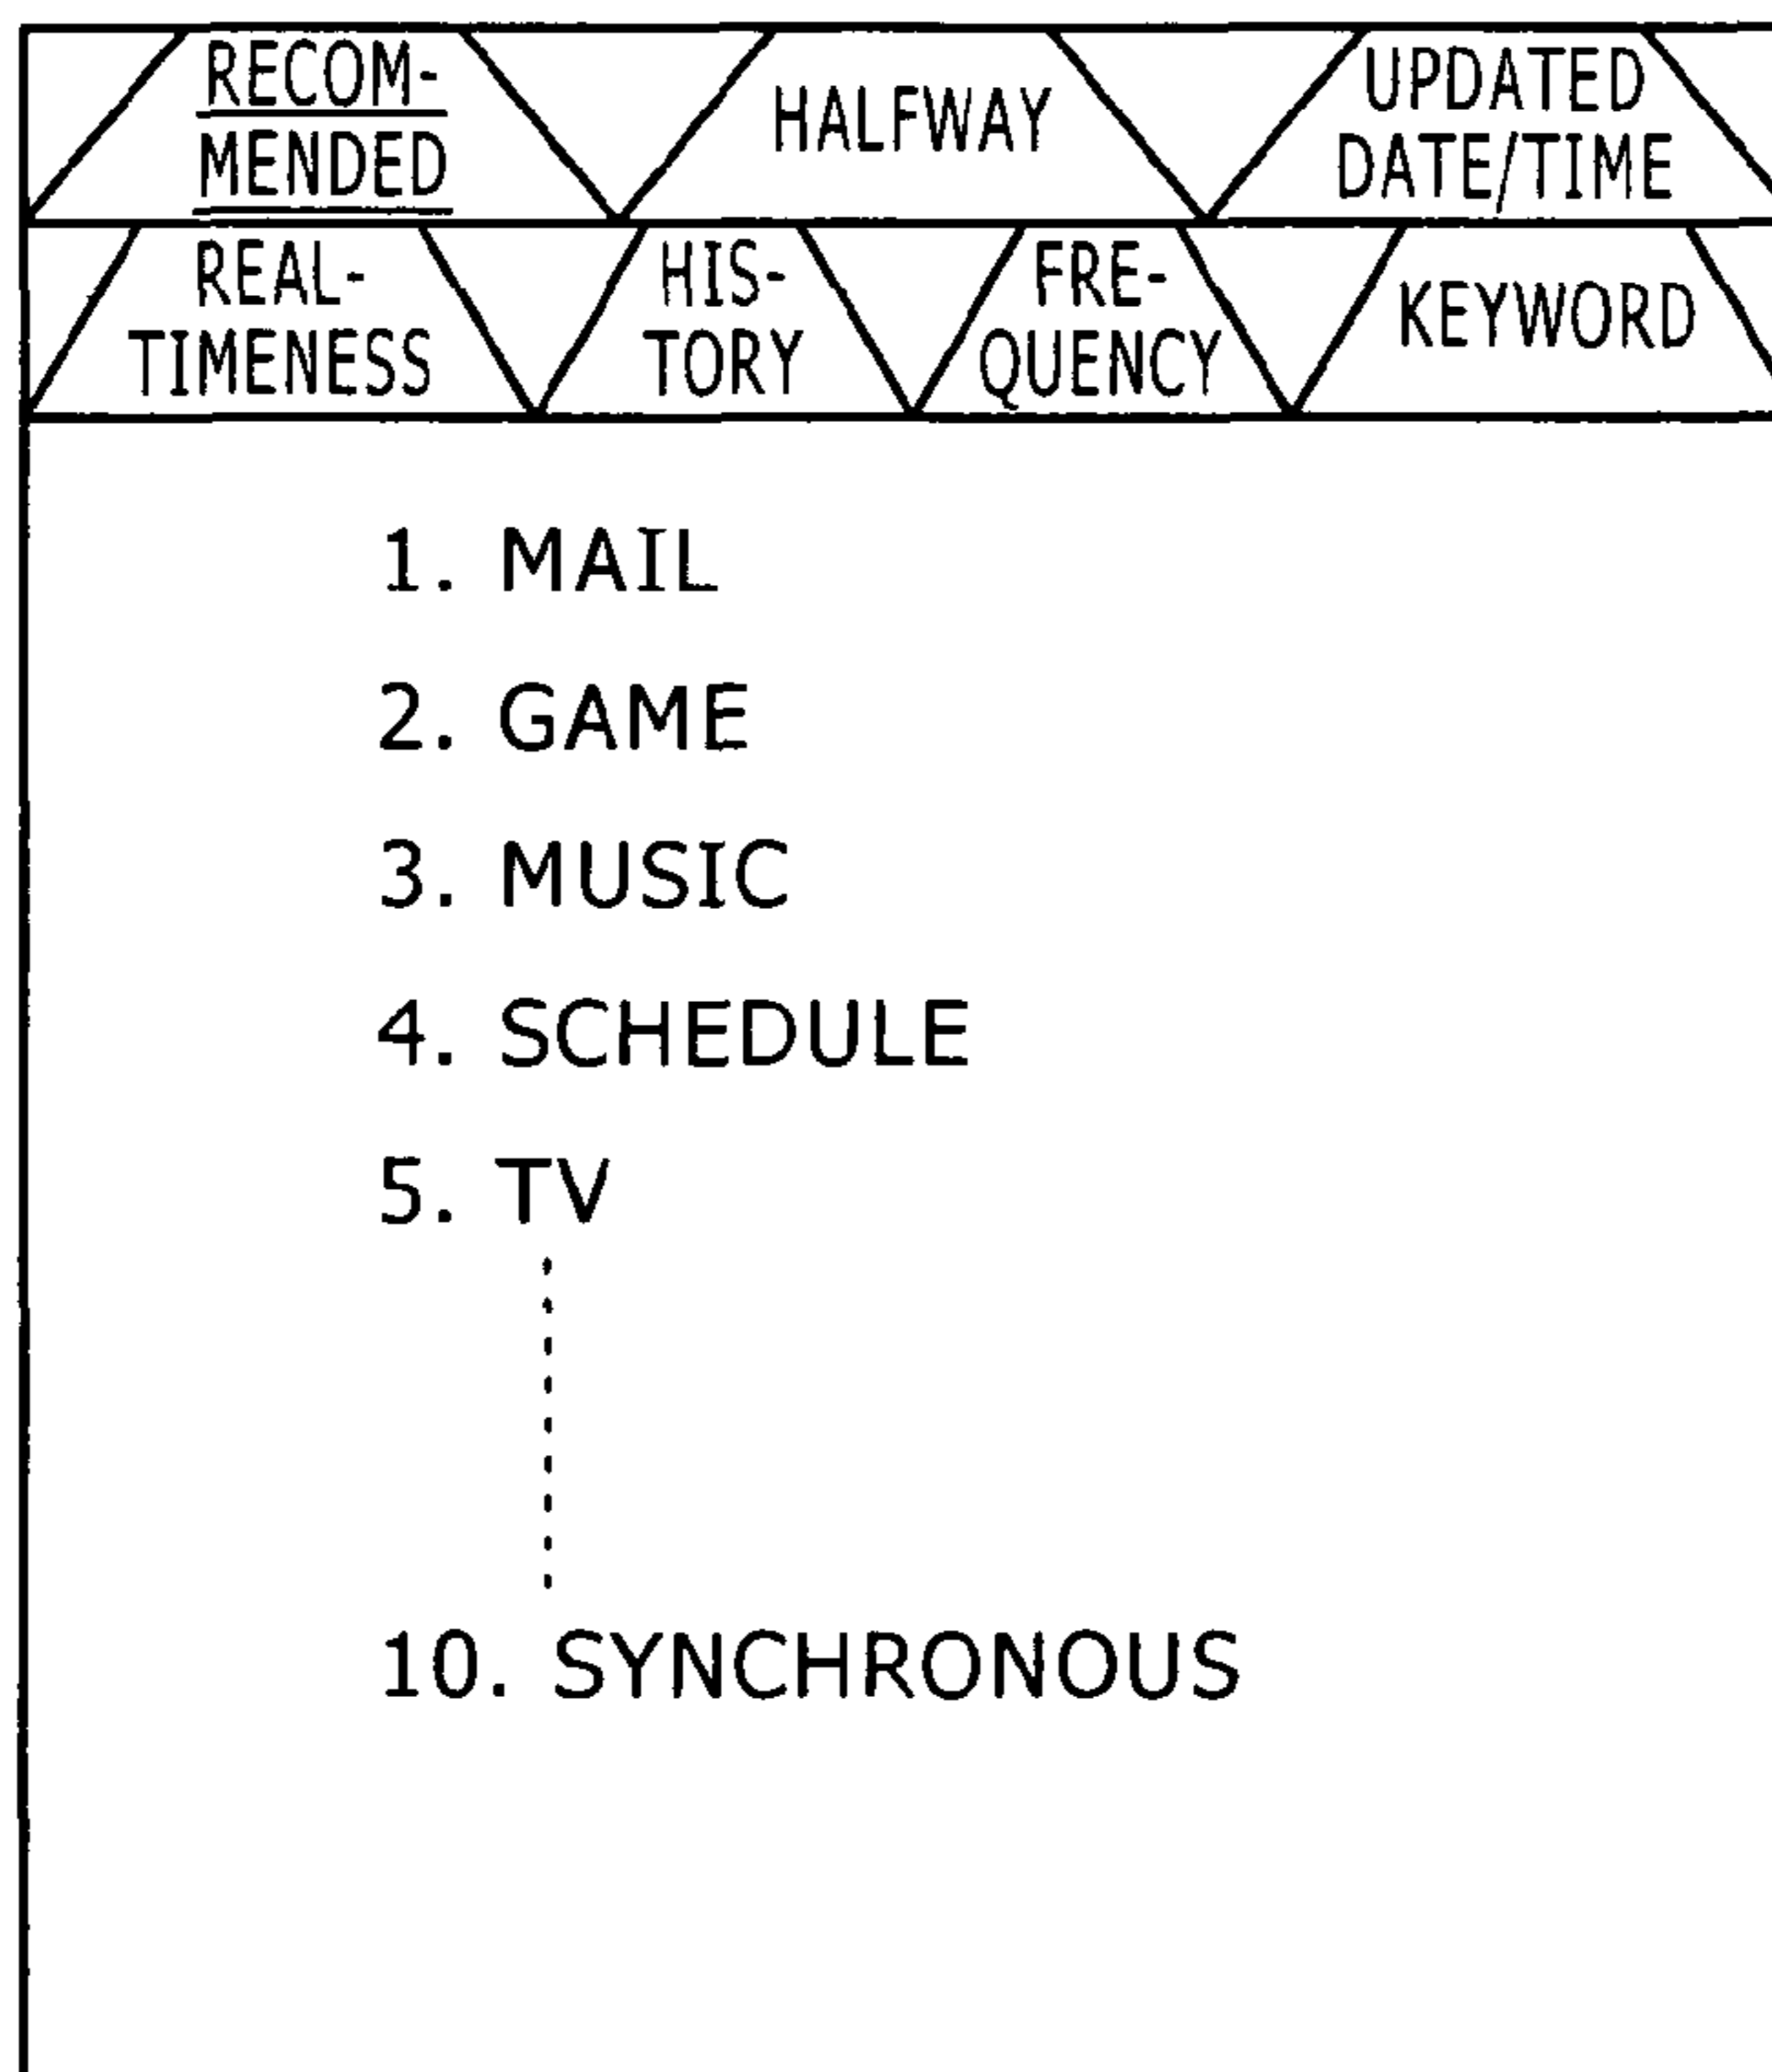 RECOM-
MENDED
HALFWAY
UPDATED
DATE/TIME
REAL-
TIMENESS
HIS-
TORY
FRE-
QUENCY
KEYWORD
1. MAIL
2. GAME
3. MUSIC
4. SCHEDULE
5. TV
10. SYNCHRONOUS